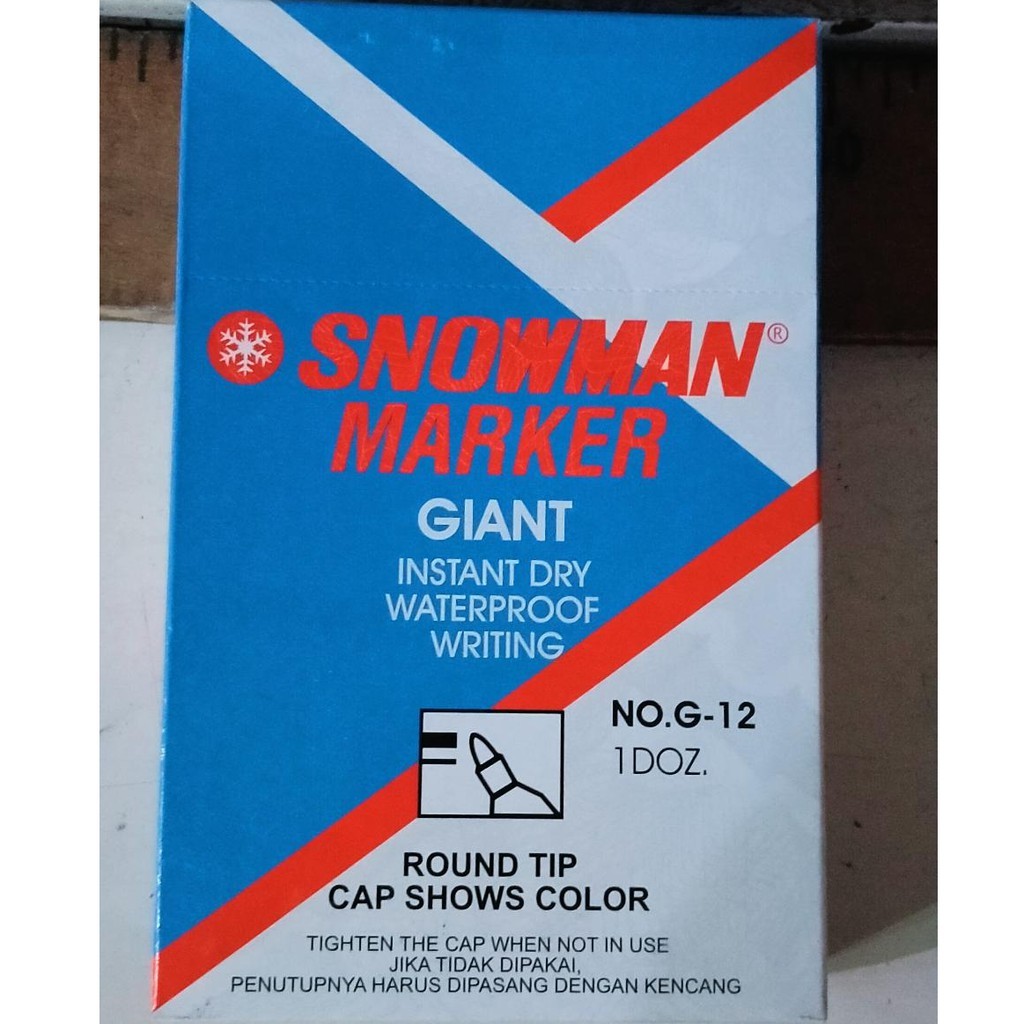 SNOWMAN®
MARKER
GIANT
INSTANT DRY
WATERPROOF
WRITING
NO.G-12
1DOZ.
ROUND TIP
CAP SHOWS COLOR
TIGHTEN THE CAP WHEN NOT IN USE
JIKA TIDAK DIPAKAI,
PENUTUPNYA HARUS DIPASANG DENGAN KENCANG